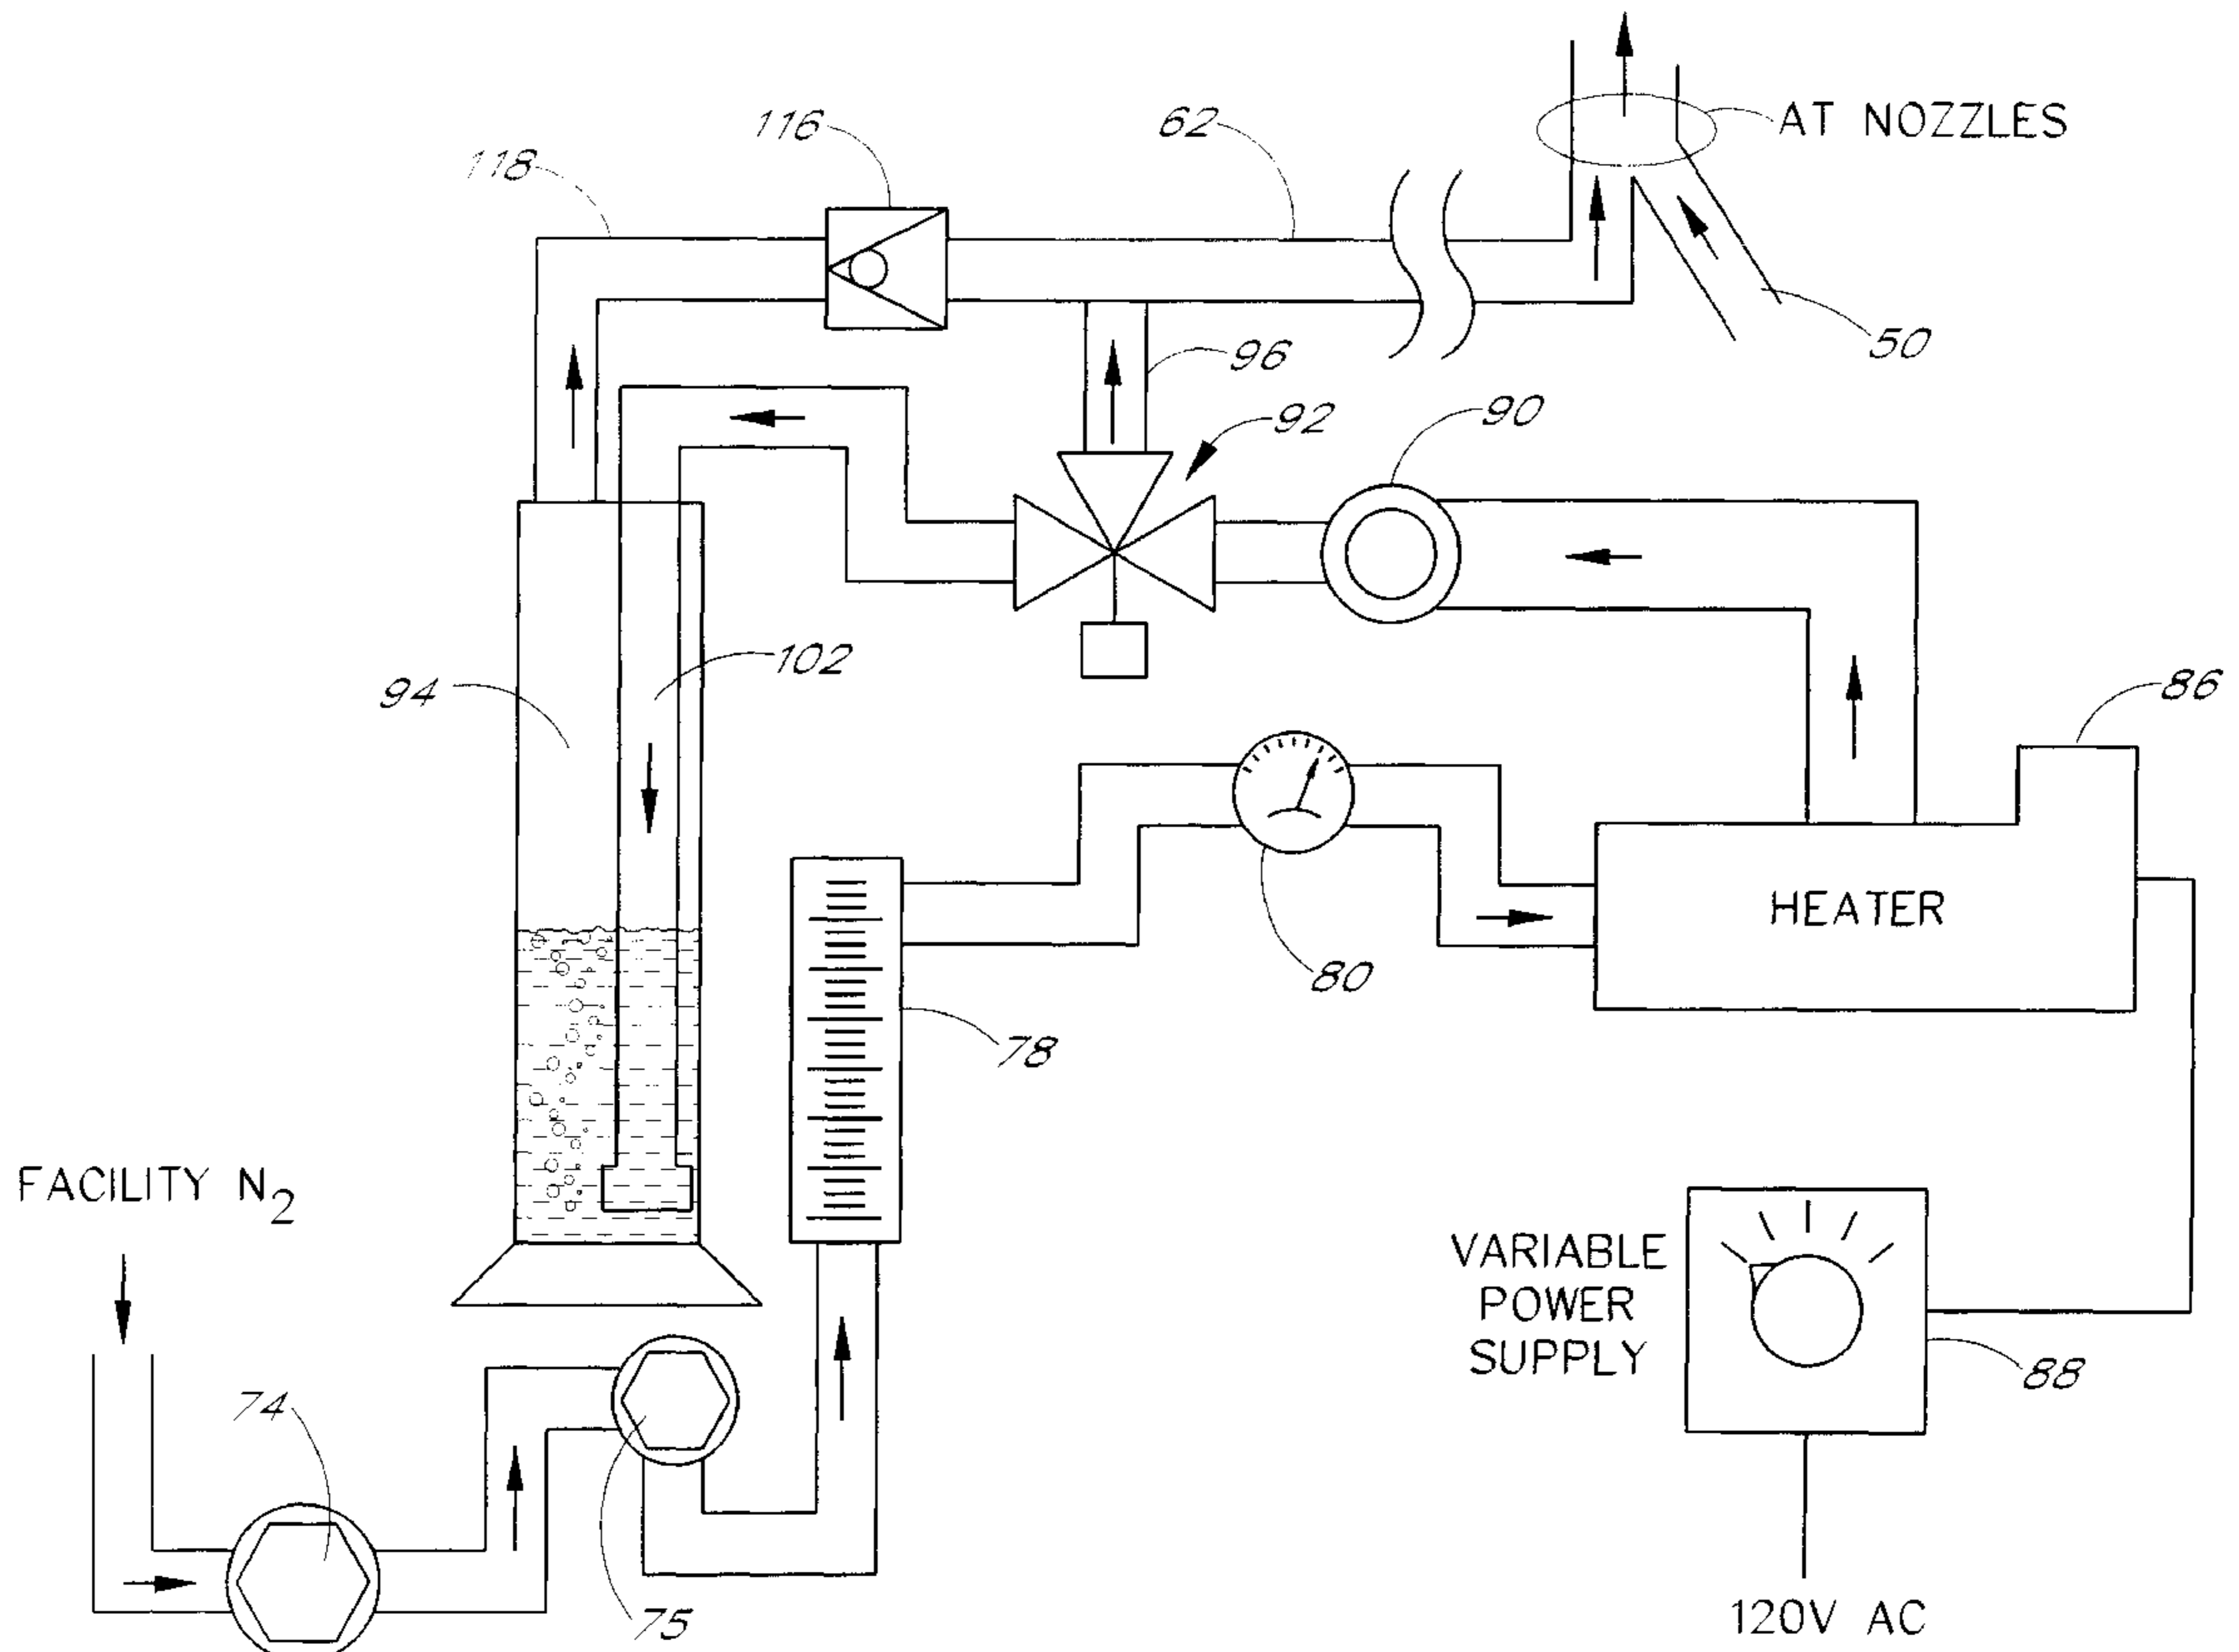 116
62
AT NOZZLES
118
50
96
92
90
102
94
86
HEATER
80
78
FACILITY N2
VARIABLE
POWER
SUPPLY
88
74
75
120V AC